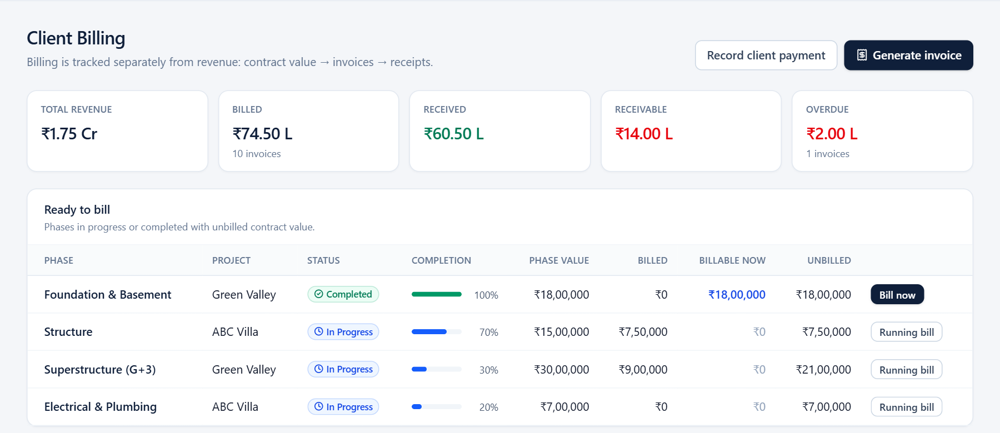 Client Billing
Billing is tracked separately from revenue: contract value → invoices → receipts.
Record client payment
Generate invoice
TOTAL REVENUE
₹1.75 Cr
BILLED
₹74.50 L
10 invoices
RECEIVED
₹60.50 L
RECEIVABLE
₹14.00 L
OVERDUE
₹2.00 L
1 invoices
Ready to bill
Phases in progress or completed with unbilled contract value.
PHASE PROJECT STATUS COMPLETION PHASE VALUE BILLED BILLABLE NOW UNBILLED
Foundation & Basement Green Valley Completed 100% ₹18,00,000 ₹0 ₹18,00,000 ₹18,00,000 Bill now
Structure ABC Villa In Progress 70% ₹15,00,000 ₹7,50,000 ₹0 ₹7,50,000 Running bill
Superstructure (G+3) Green Valley In Progress 30% ₹30,00,000 ₹9,00,000 ₹0 ₹21,00,000 Running bill
Electrical & Plumbing ABC Villa In Progress 20% ₹7,00,000 ₹0 ₹0 ₹7,00,000 Running bill